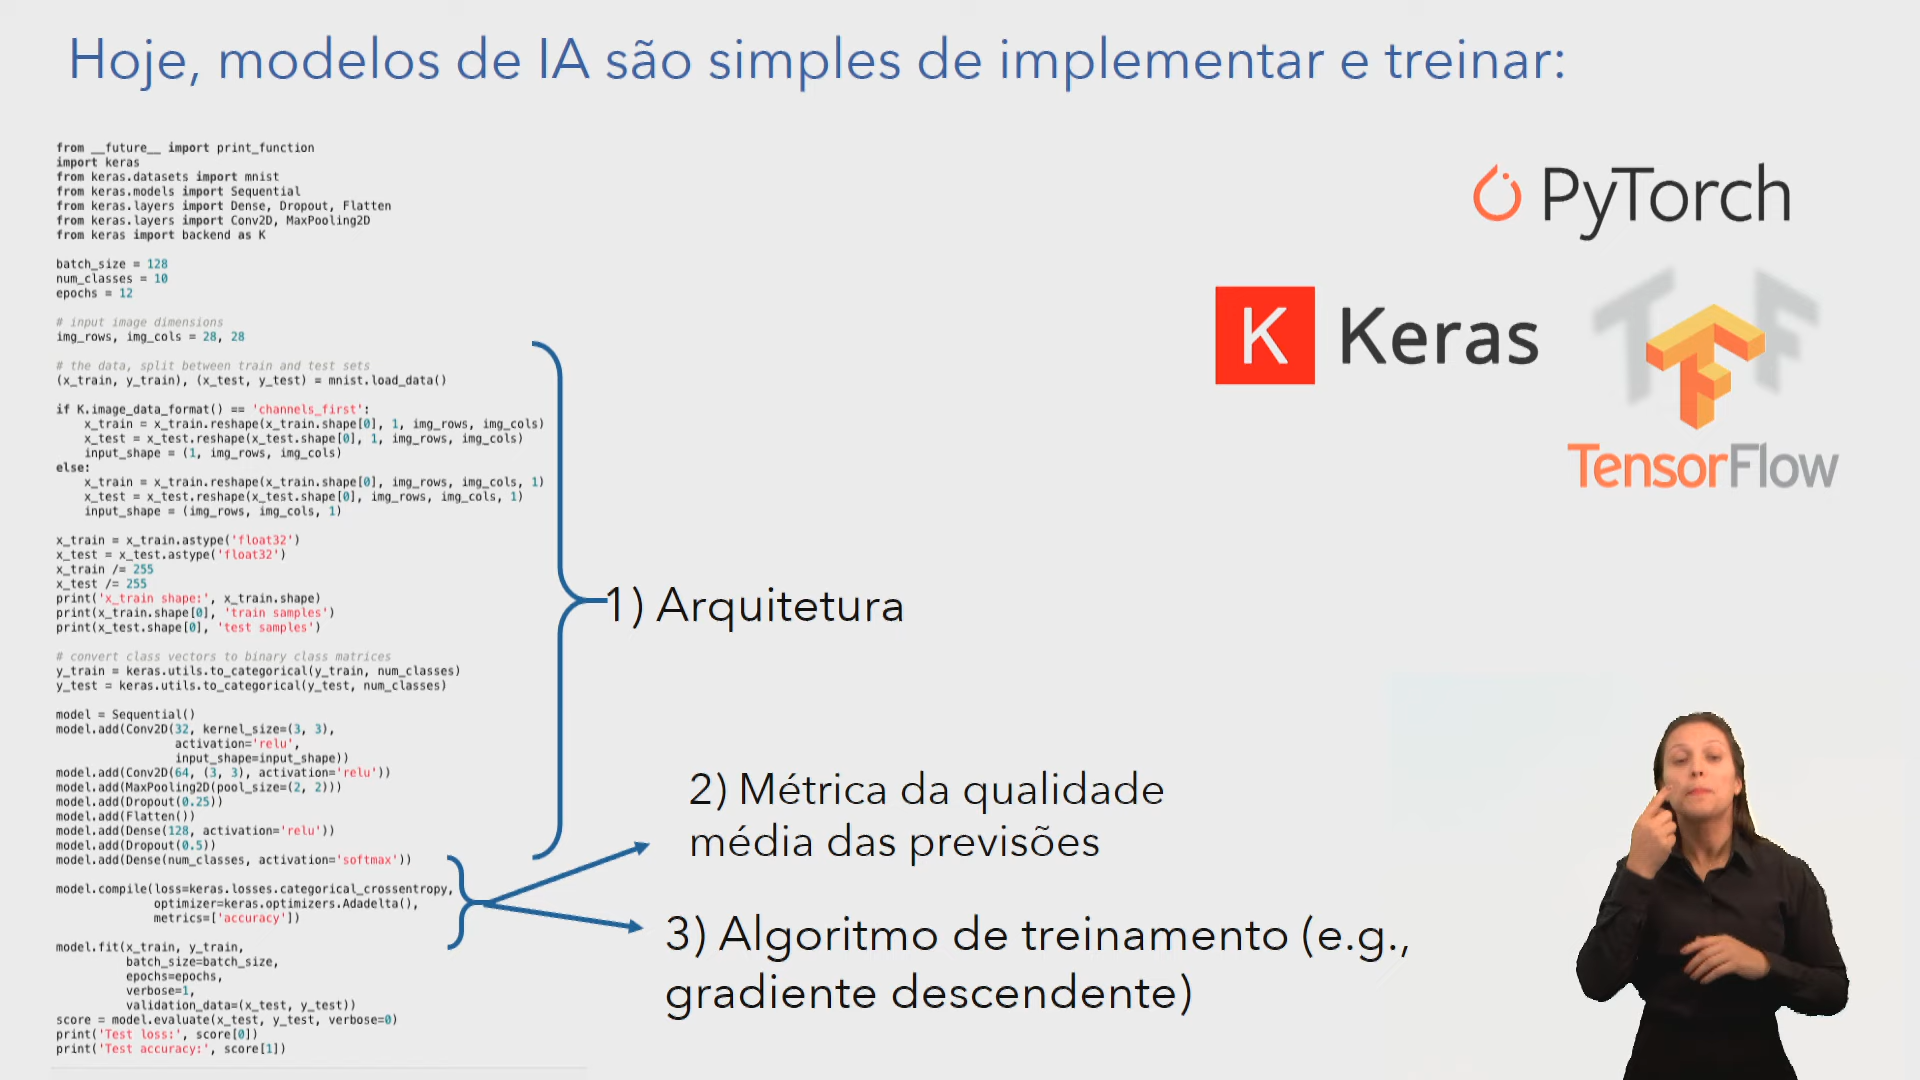 Hoje, modelos de IA são simples de implementar e treinar:
from __future__ import print_function
import keras
from keras.datasets import mnist
from keras.models import Sequential
from keras.layers import Dense, Dropout, Flatten
from keras.layers import Conv2D, MaxPooling2D
from keras import backend as K
batch_size = 128
num_classes = 10
epochs = 12
# input image dimensions
img_rows, img_cols = 28, 28
# the data, split between train and test sets
(x_train, y_train), (x_test, y_test) = mnist.load_data()
if K.image_data_format() == 'channels_first':
    x_train = x_train.reshape(x_train.shape[0], 1, img_rows, img_cols)
    x_test = x_test.reshape(x_test.shape[0], 1, img_rows, img_cols)
    input_shape = (1, img_rows, img_cols)
else:
    x_train = x_train.reshape(x_train.shape[0], img_rows, img_cols, 1)
    x_test = x_test.reshape(x_test.shape[0], img_rows, img_cols, 1)
    input_shape = (img_rows, img_cols, 1)
x_train = x_train.astype('float32')
x_test = x_test.astype('float32')
x_train /= 255
x_test /= 255
print('x_train shape:', x_train.shape)
print(x_train.shape[0], 'train samples')
print(x_test.shape[0], 'test samples')
# convert class vectors to binary class matrices
y_train = keras.utils.to_categorical(y_train, num_classes)
y_test = keras.utils.to_categorical(y_test, num_classes)
model = Sequential()
model.add(Conv2D(32, kernel_size=(3, 3),
                 activation='relu',
                 input_shape=input_shape))
model.add(Conv2D(64, (3, 3), activation='relu'))
model.add(MaxPooling2D(pool_size=(2, 2)))
model.add(Dropout(0.25))
model.add(Flatten())
model.add(Dense(128, activation='relu'))
model.add(Dropout(0.5))
model.add(Dense(num_classes, activation='softmax'))
model.compile(loss=keras.losses.categorical_crossentropy,
              optimizer=keras.optimizers.Adadelta(),
              metrics=['accuracy'])
model.fit(x_train, y_train,
          batch_size=batch_size,
          epochs=epochs,
          verbose=1,
          validation_data=(x_test, y_test))
score = model.evaluate(x_test, y_test, verbose=0)
print('Test loss:', score[0])
print('Test accuracy:', score[1])
PyTorch
K Keras
TF
TensorFlow
1) Arquitetura
2) Métrica da qualidade
média das previsões
3) Algoritmo de treinamento (e.g.,
gradiente descendente)